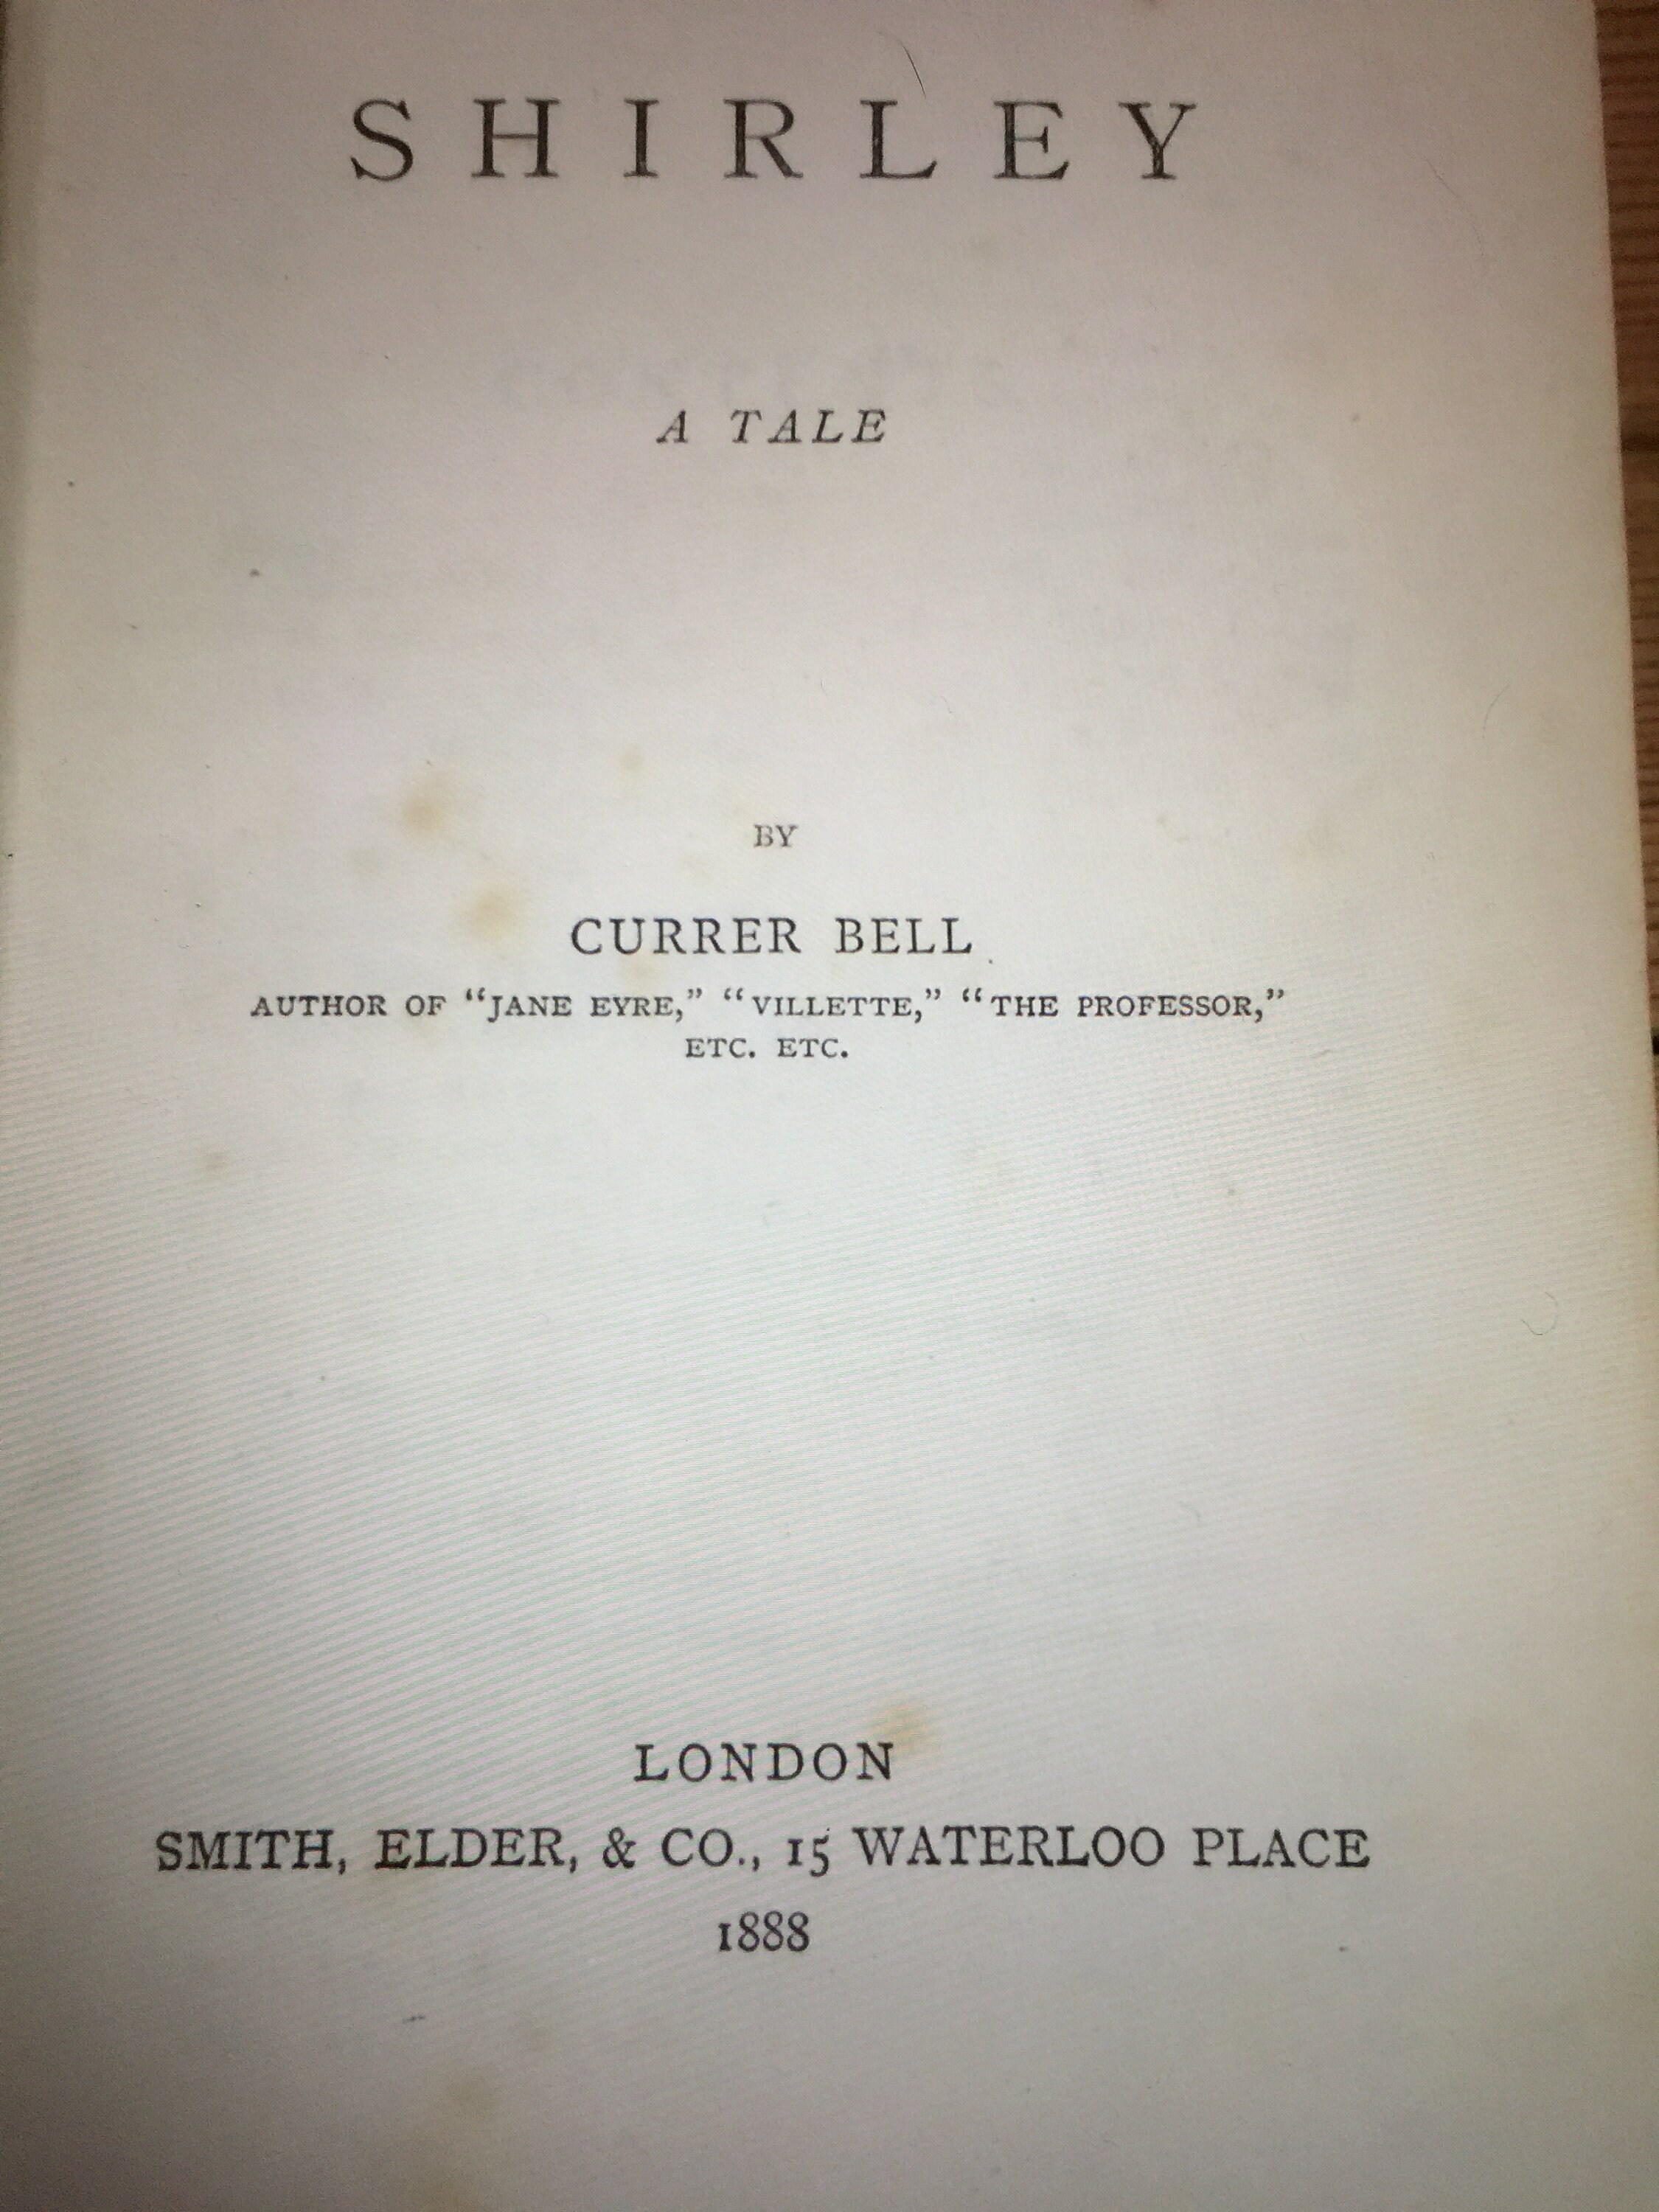 SHIRLEY
A TALE
BY
CURRER BELL
AUTHOR OF “JANE EYRE,” “VILLETTE,” “THE PROFESSOR,”
ETC. ETC.
LONDON
SMITH, ELDER, & CO., 15 WATERLOO PLACE
1888